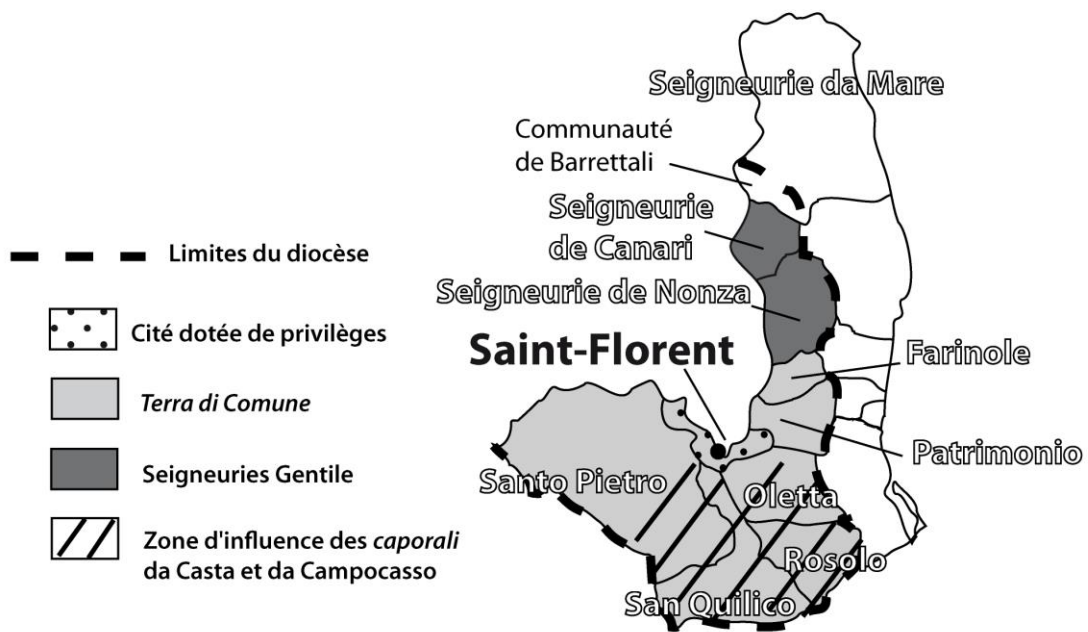 Seigneurie da Mare
Communauté
de Barrettali
Seigneurie
de Canari
Seigneurie de Nonza
Saint-Florent
Farinole
Patrimonio
Santo Pietro
Oletta
Rosolo
San Quilico
Limites du diocèse
Cité dotée de privilèges
Terra di Comune
Seigneuries Gentile
Zone d'influence des caporali
da Casta et da Campocasso